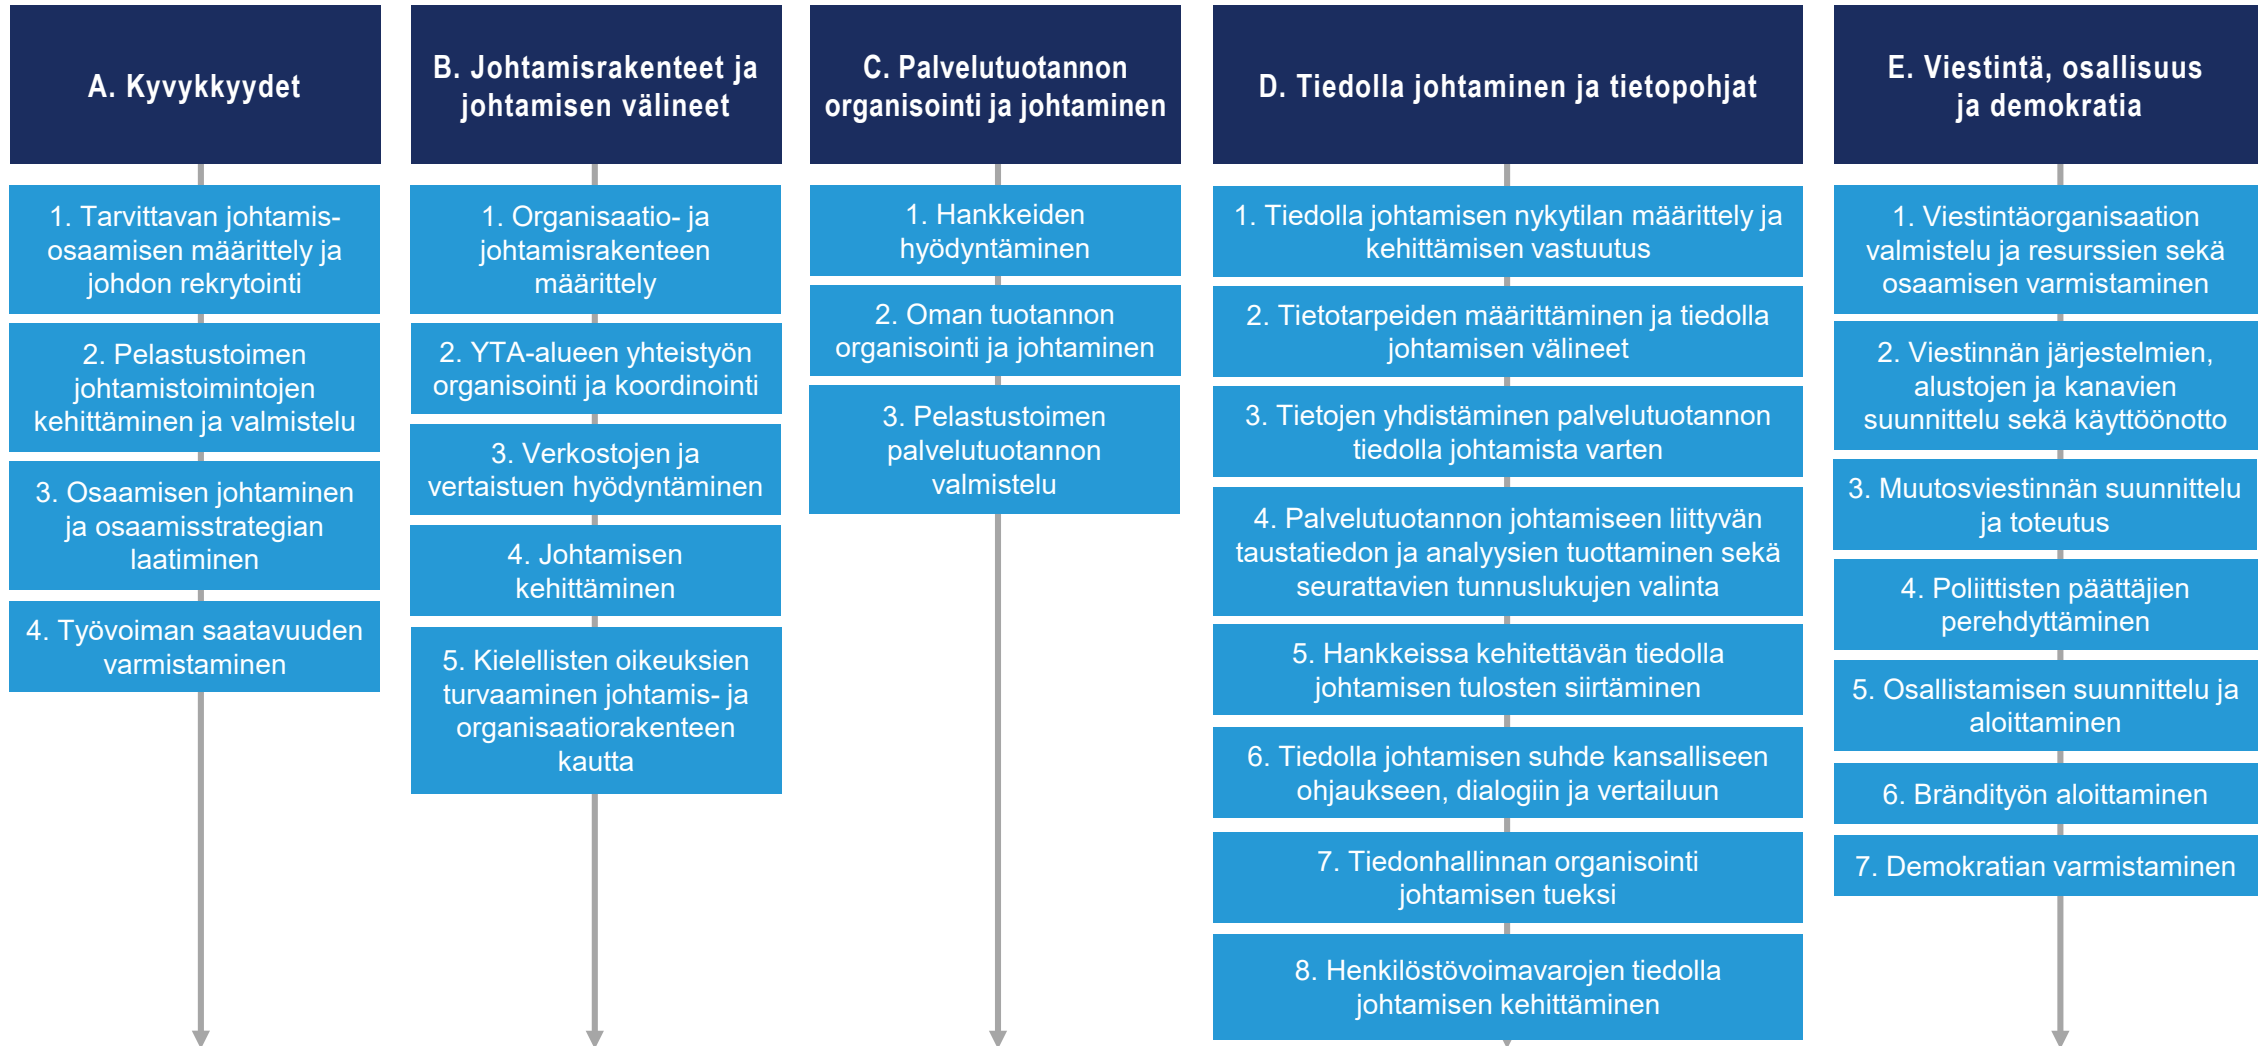 A. Kyvykkyydet
1. Tarvittavan johtamis-
osaamisen määrittely ja
johdon rekrytointi
2. Pelastustoimen
johtamistoimintojen
kehittäminen ja valmistelu
3. Osaamisen johtaminen
ja osaamisstrategian
laatiminen
4. Työvoiman saatavuuden
varmistaminen
B. Johtamisrakenteet ja
johtamisen välineet
1. Organisaatio- ja
johtamisrakenteen
määrittely
2. YTA-alueen yhteistyön
organisointi ja koordinointi
3. Verkostojen ja
vertaistuen hyödyntäminen
4. Johtamisen
kehittäminen
5. Kielellisten oikeuksien
turvaaminen johtamis- ja
organisaatiorakenteen
kautta
C. Palvelutuotannon
organisointi ja johtaminen
1. Hankkeiden
hyödyntäminen
2. Oman tuotannon
organisointi ja johtaminen
3. Pelastustoimen
palvelutuotannon
valmistelu
D. Tiedolla johtaminen ja tietopohjat
1. Tiedolla johtamisen nykytilan määrittely ja
kehittämisen vastuutus
2. Tietotarpeiden määrittäminen ja tiedolla
johtamisen välineet
3. Tietojen yhdistäminen palvelutuotannon
tiedolla johtamista varten
4. Palvelutuotannon johtamiseen liittyvän
taustatiedon ja analyysien tuottaminen sekä
seurattavien tunnuslukujen valinta
5. Hankkeissa kehitettävän tiedolla
johtamisen tulosten siirtäminen
6. Tiedolla johtamisen suhde kansalliseen
ohjaukseen, dialogiin ja vertailuun
7. Tiedonhallinnan organisointi
johtamisen tueksi
8. Henkilöstövoimavarojen tiedolla
johtamisen kehittäminen
E. Viestintä, osallisuus
ja demokratia
1. Viestintäorganisaation
valmistelu ja resurssien sekä
osaamisen varmistaminen
2. Viestinnän järjestelmien,
alustojen ja kanavien
suunnittelu sekä käyttöönotto
3. Muutosviestinnän suunnittelu
ja toteutus
4. Poliittisten päättäjien
perehdyttäminen
5. Osallistamisen suunnittelu ja
aloittaminen
6. Brändityön aloittaminen
7. Demokratian varmistaminen